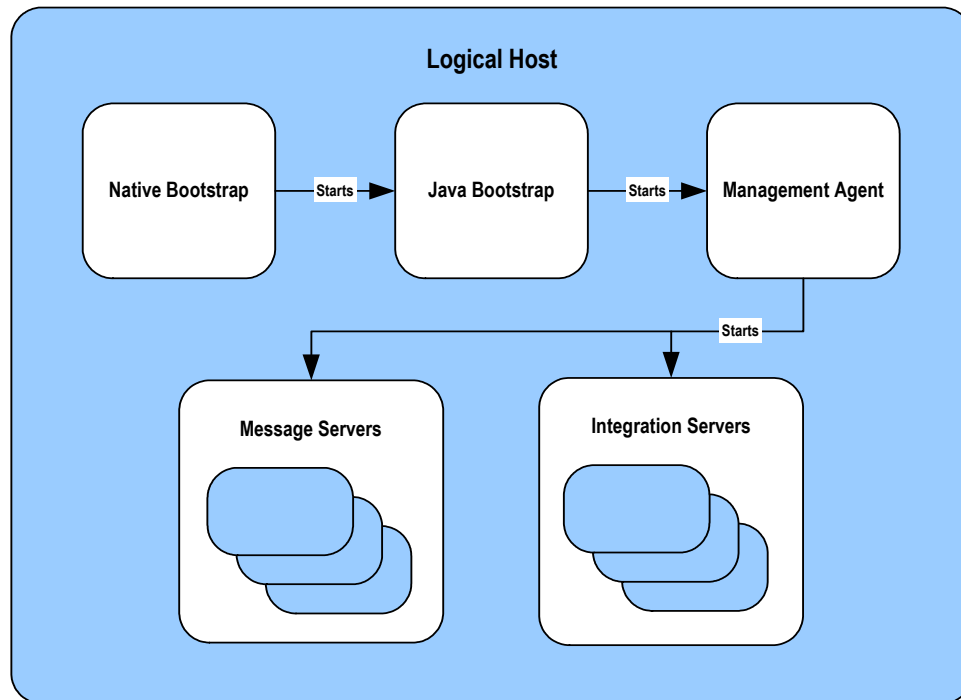 Logical Host
Native Bootstrap
Starts
Java Bootstrap
Starts
Management Agent
Starts
Message Servers
Integration Servers